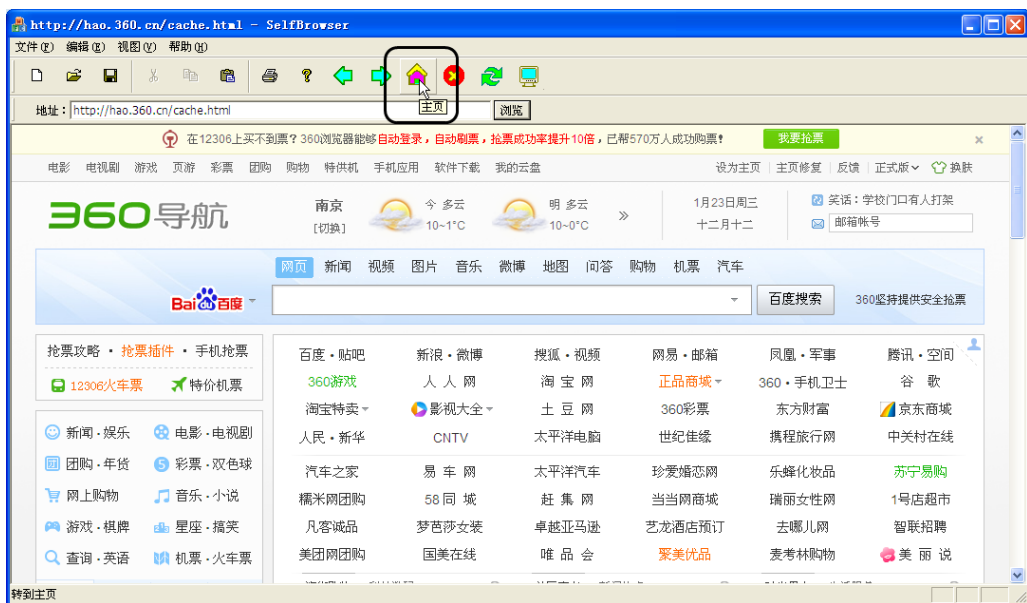 http://hao.360.cn/cache.html - SelfBrowser
文件(F) 编辑(E) 视图(V) 帮助(H)
主页
地址: http://hao.360.cn/cache.html 浏览
在12306上买不到票?360浏览器能够自动登录,自动刷票,抢票成功率提升10倍,已帮570万人成功购票! 我要抢票
电影 电视剧 游戏 页游 彩票 团购 购物 特供机 手机应用 软件下载 我的云盘 设为主页 主页修复 反馈 正式版 换肤
360导航 南京 今 多云 明 多云 1月23日周三 笑话:学校门口有人打架
[切换] 10~1°C 10~0°C 十二月十二 邮箱帐号
网页 新闻 视频 图片 音乐 微博 地图 问答 购物 机票 汽车
Bai du 百度 百度搜索 360坚持提供安全抢票
抢票攻略 • 抢票插件 • 手机抢票
12306火车票 特价机票
新闻·娱乐 电影·电视剧
团购·年货 彩票·双色球
网上购物 音乐·小说
游戏·棋牌 星座·搞笑
查询·英语 机票·火车票
百度·贴吧 新浪·微博 搜狐·视频 网易·邮箱 凤凰·军事 腾讯·空间
360游戏 人人网 淘宝网 正品商城 360·手机卫士 谷歌
淘宝特卖 影视大全 土豆网 360彩票 东方财富 京东商城
人民·新华 CNTV 太平洋电脑 世纪佳缘 携程旅行网 中关村在线
汽车之家 易车网 太平洋汽车 珍爱婚恋网 乐蜂化妆品 苏宁易购
糯米网团购 58同城 赶集网 当当网商城 瑞丽女性网 1号店超市
凡客诚品 梦芭莎女装 卓越亚马逊 艺龙酒店预订 去哪儿网 智联招聘
美团网团购 国美在线 唯品会 聚美优品 麦考林购物 美丽说
转到主页